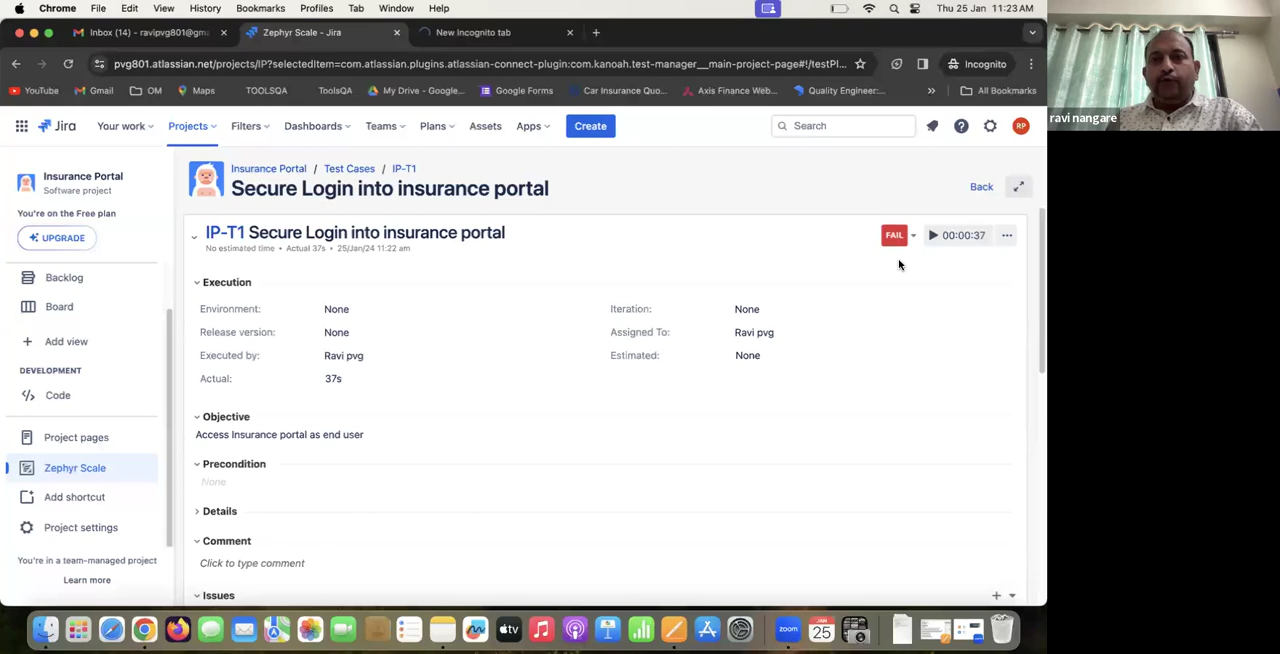 Chrome File Edit View History Bookmarks Profiles Tab Window Help Thu 25 Jan 11:23 AM
Inbox (14) - ravipvg801@gm Zephyr Scale - Jira New Incognito tab
pvg801.atlassian.net/projects/IP?selectedItem=com.atlassian.plugins.atlassian-connect-plugin:com.kanoah.test-manager__main-project-page#!/testPl... Incognito
YouTube Gmail OM Maps TOOLSQA ToolsQA My Drive - Google... Google Forms Car Insurance Quo... Axis Finance Web... Quality Engineer:... » All Bookmarks
ravi nangare
Jira Your work Projects Filters Dashboards Teams Plans Assets Apps Create Search RP
Insurance Portal
Software project
You're on the Free plan
UPGRADE
Backlog
Board
Add view
DEVELOPMENT
Code
Project pages
Zephyr Scale
Add shortcut
Project settings
You're in a team-managed project
Learn more
Insurance Portal / Test Cases / IP-T1
Secure Login into insurance portal Back
IP-T1 Secure Login into insurance portal FAIL 00:00:37
No estimated time • Actual 37s • 25/Jan/24 11:22 am
Execution
Environment: None Iteration: None
Release version: None Assigned To: Ravi pvg
Executed by: Ravi pvg Estimated: None
Actual: 37s
Objective
Access Insurance portal as end user
Precondition
None
Details
Comment
Click to type comment
Issues
tv zoom JAN 25